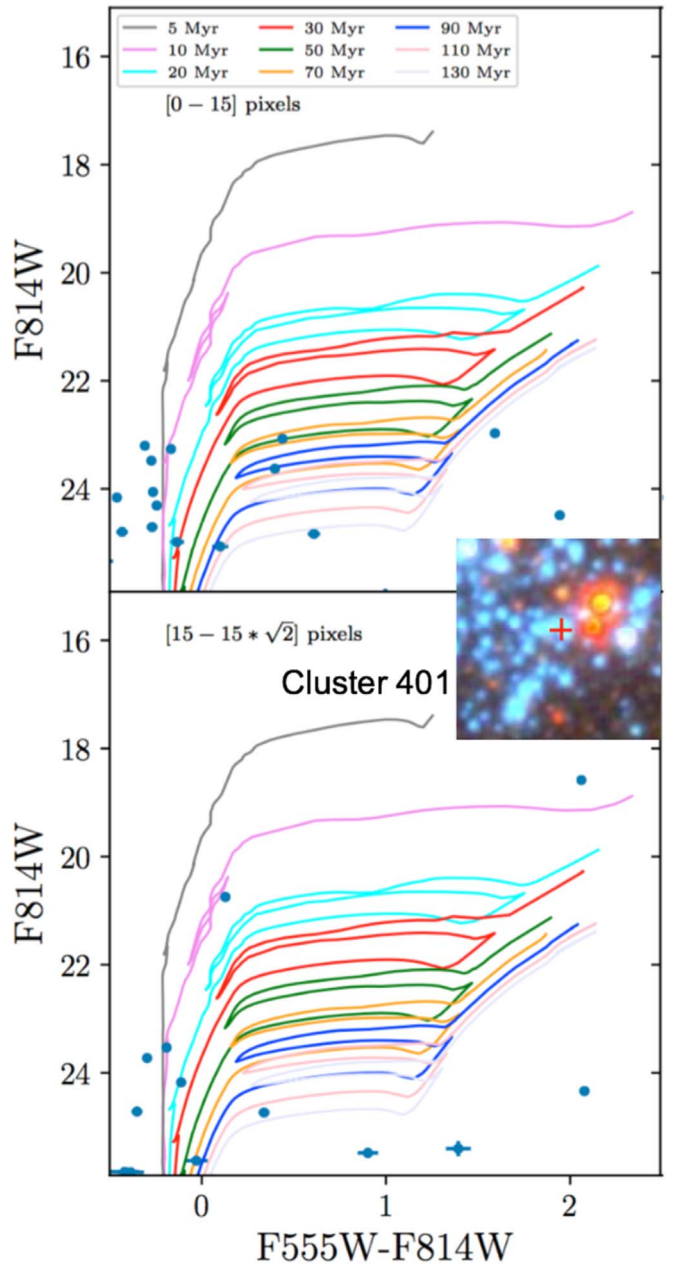 5 Myr 30 Myr 90 Myr
10 Myr 50 Myr 110 Myr
20 Myr 70 Myr 130 Myr
[0 − 15] pixels
16
18
20
22
24
F814W
[15 − 15 * √2] pixels
Cluster 401
16
18
20
22
24
F814W
0 1 2
F555W-F814W